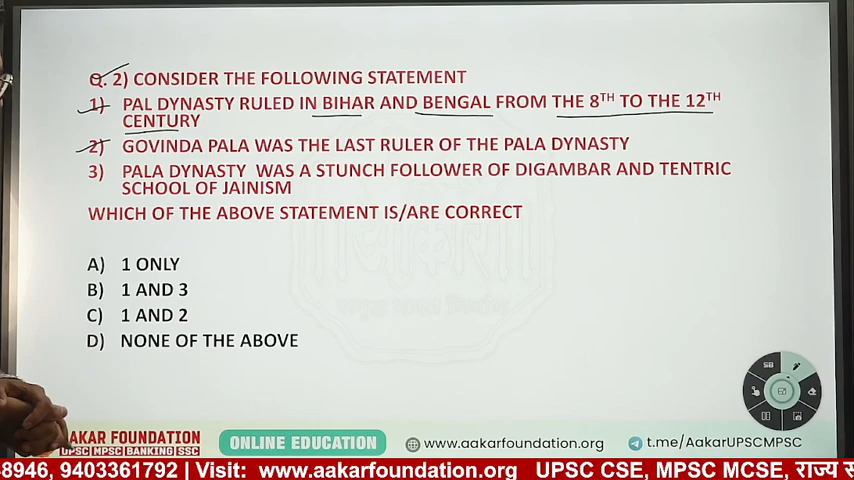 Q. 2) CONSIDER THE FOLLOWING STATEMENT
1) PAL DYNASTY RULED IN BIHAR AND BENGAL FROM THE 8TH TO THE 12TH
CENTURY
2) GOVINDA PALA WAS THE LAST RULER OF THE PALA DYNASTY
3) PALA DYNASTY WAS A STUNCH FOLLOWER OF DIGAMBAR AND TENTRIC
SCHOOL OF JAINISM
WHICH OF THE ABOVE STATEMENT IS/ARE CORRECT
A) 1 ONLY
B) 1 AND 3
C) 1 AND 2
D) NONE OF THE ABOVE
AKAR FOUNDATION
UPSC MPSC BANKING SSC
ONLINE EDUCATION
www.aakarfoundation.org
t.me/AakarUPSCMPSC
-8946, 9403361792 | Visit: www.aakarfoundation.org UPSC CSE, MPSC MCSE, राज्य स